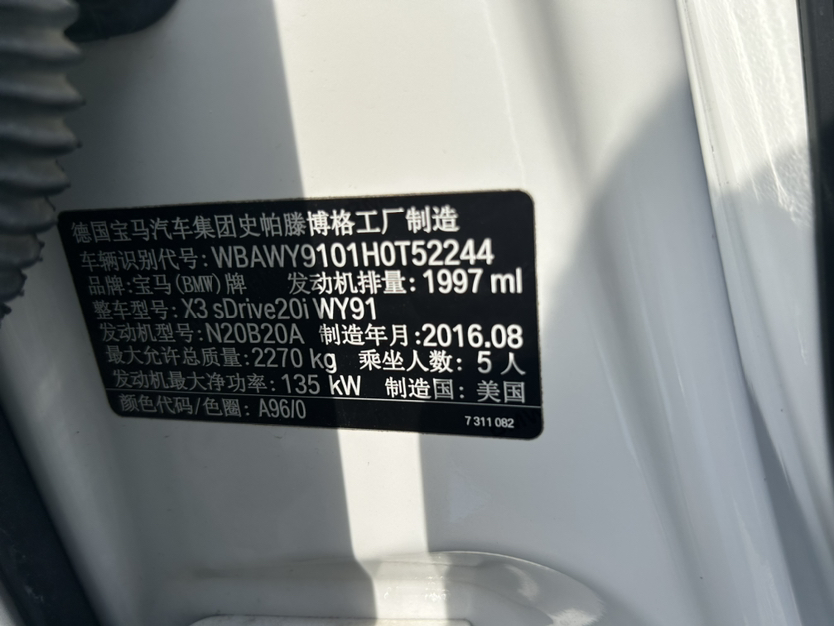 德国宝马汽车集团史帕滕博格工厂制造
车辆识别代号: WBAWY9101H0T52244
品牌: 宝马(BMW)牌 发动机排量: 1997 ml
整车型号: X3 sDrive20i WY91
发动机型号: N20B20A 制造年月: 2016.08
最大允许总质量: 2270 kg 乘坐人数: 5 人
发动机最大净功率: 135 kW 制造国: 美国
颜色代码/色圈: A96/0
7 311 082